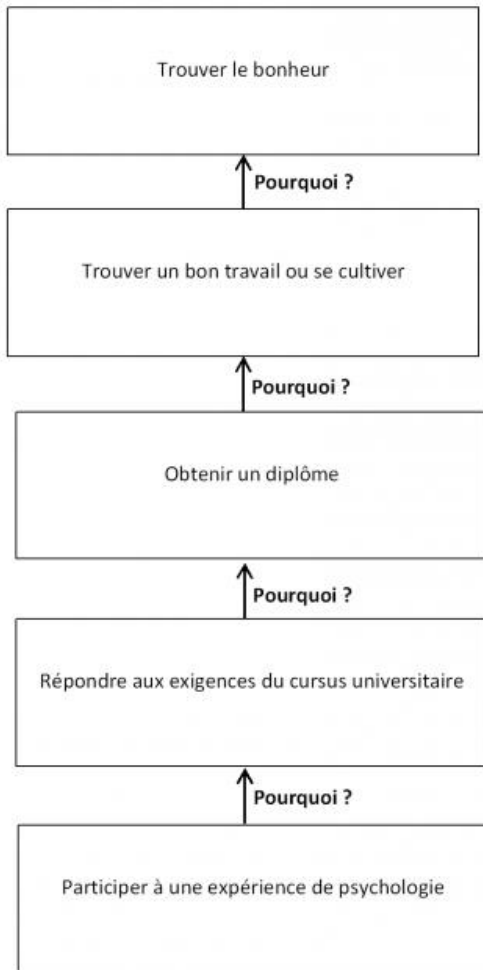 Trouver le bonheur
Pourquoi ?
Trouver un bon travail ou se cultiver
Pourquoi ?
Obtenir un diplôme
Pourquoi ?
Répondre aux exigences du cursus universitaire
Pourquoi ?
Participer à une expérience de psychologie